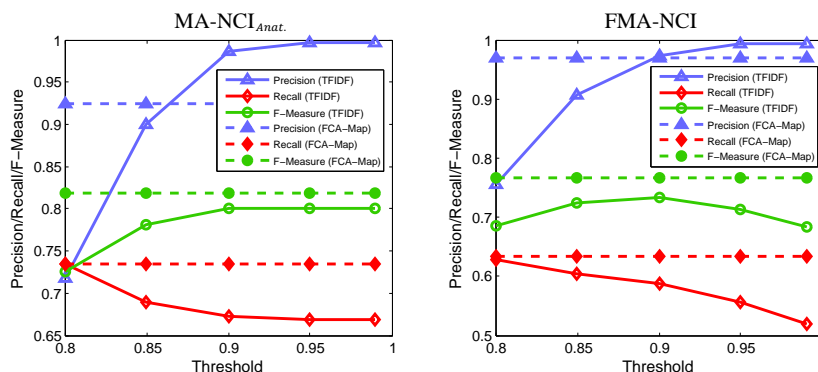 MA-NCI Anat.
Precision/Recall/F−Measure
1
0.95
0.9
0.85
0.8
0.75
0.7
0.65
Precision (TFIDF)
Recall (TFIDF)
F−Measure (TFIDF)
Precision (FCA−Map)
Recall (FCA−Map)
F−Measure (FCA−Map)
0.8 0.85 0.9 0.95 1
Threshold
FMA-NCI
Precision/Recall/F−Measure
1
0.9
0.8
0.7
0.6
0.5
Precision (TFIDF)
Recall (TFIDF)
F−Measure (TFIDF)
Precision (FCA−Map)
Recall (FCA−Map)
F−Measure (FCA−Map)
0.8 0.85 0.9 0.95
Threshold